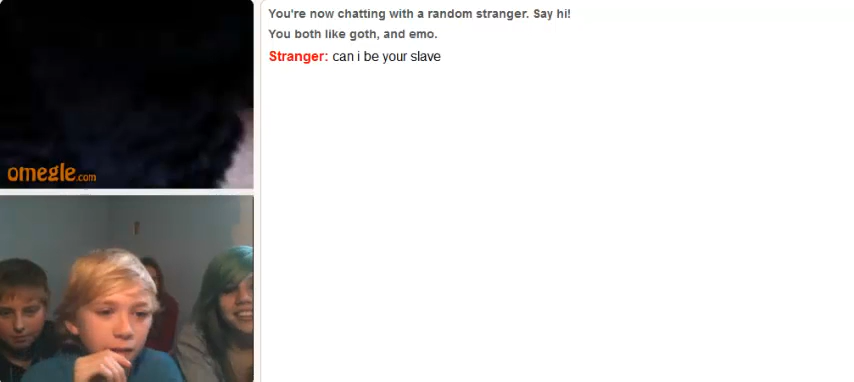 You're now chatting with a random stranger. Say hi!
You both like goth, and emo.
Stranger: can i be your slave
omegle.com